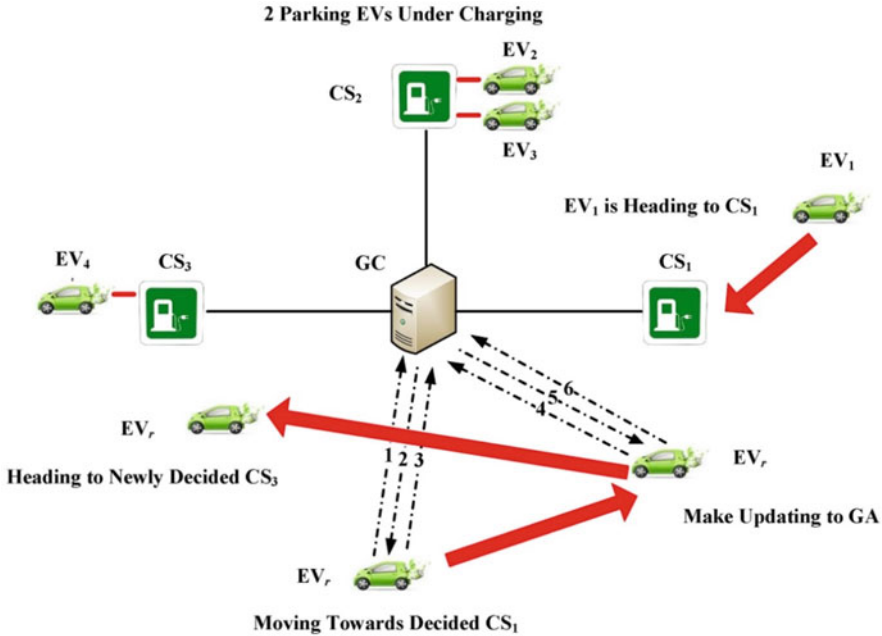 2 Parking EVs Under Charging
EV₂
CS₂
EV₃
EV₁
EV₁ is Heading to CS₁
EV₄
CS₃
GC
CS₁
6
5
4
EVᵣ
1
2
3
EVᵣ
Heading to Newly Decided CS₃
Make Updating to GA
EVᵣ
Moving Towards Decided CS₁